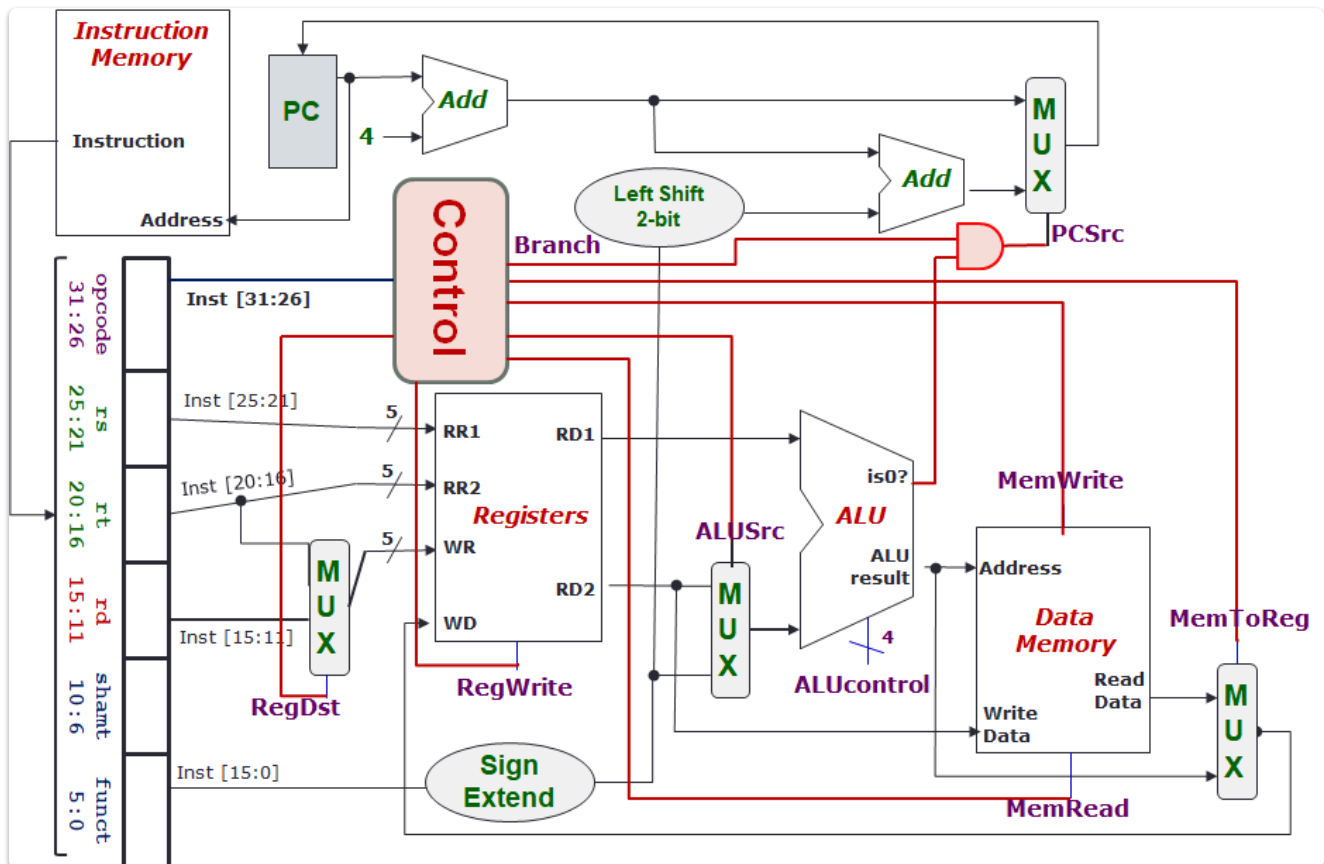 Instruction
Memory
Instruction
Address
PC
4
Add
Add
M
U
X
Left Shift
2-bit
PCSrc
Control
Branch
opcode
31:26
Inst [31:26]
rs
25:21
Inst [25:21]
5
rt
20:16
Inst [20:16]
5
rd
15:11
Inst [15:11]
5
shamt
10:6
funct
5:0
Inst [15:0]
M
U
X
RegDst
RR1
RR2
WR
WD
Registers
RD1
RD2
RegWrite
Sign
Extend
ALUSrc
M
U
X
is0?
ALU
ALU
result
4
ALUcontrol
MemWrite
Address
Data
Memory
Read
Data
Write
Data
MemRead
MemToReg
M
U
X